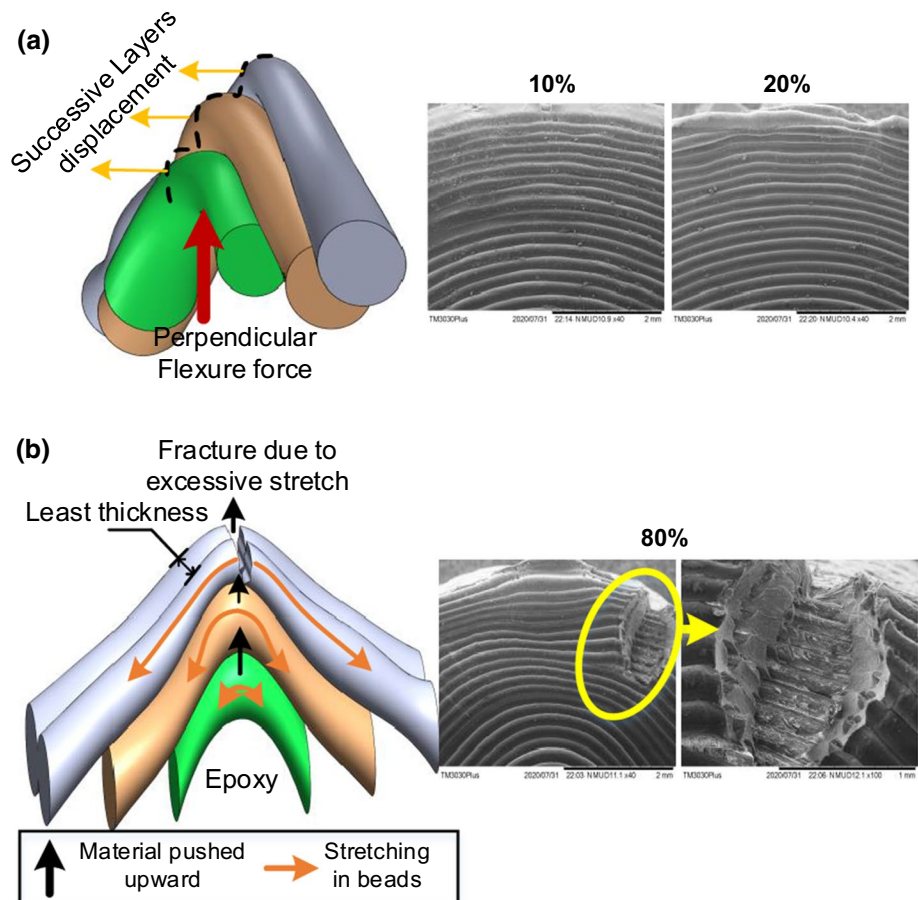 (a)
Successive Layers
displacement
Perpendicular
Flexure force
10%
20%
TM3030Plus 2020/07/31 22:14 NMUD10.9 x40 2 mm
TM3030Plus 2020/07/31 22:20 NMUD10.4 x40 2 mm
(b)
Fracture due to
excessive stretch
Least thickness
Epoxy
80%
TM3030Plus 2020/07/31 22:03 NMUD11.1 x40 2 mm
TM3030Plus 2020/07/31 22:06 NMUD12.1 x100 1 mm
Material pushed
upward
Stretching
in beads